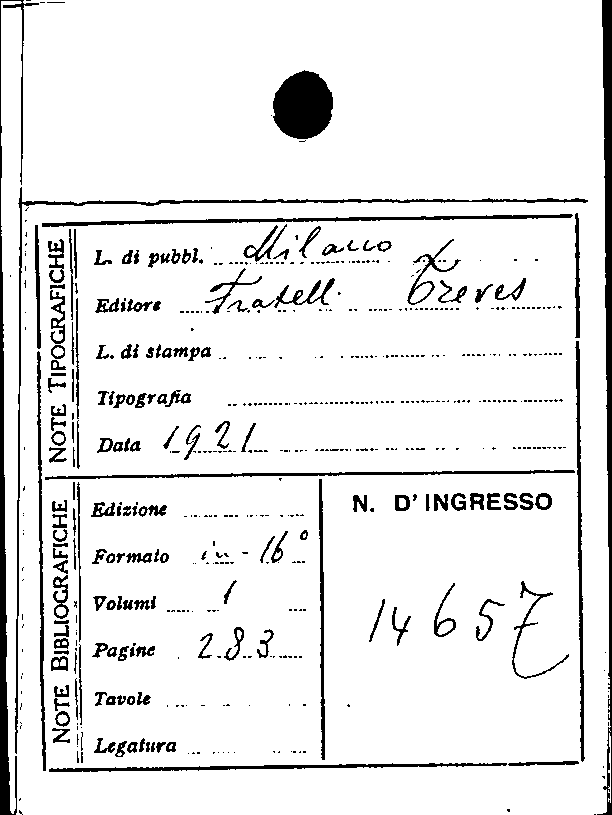 NOTE TIPOGRAFICHE
L. di pubbl. Milano
Editore Fratelli Treves
L. di stampa
Tipografia
Data 1921
NOTE BIBLIOGRAFICHE
Edizione
Formato in-16°
Volumi 1
Pagine 283
Tavole
Legatura
N. D'INGRESSO
14657